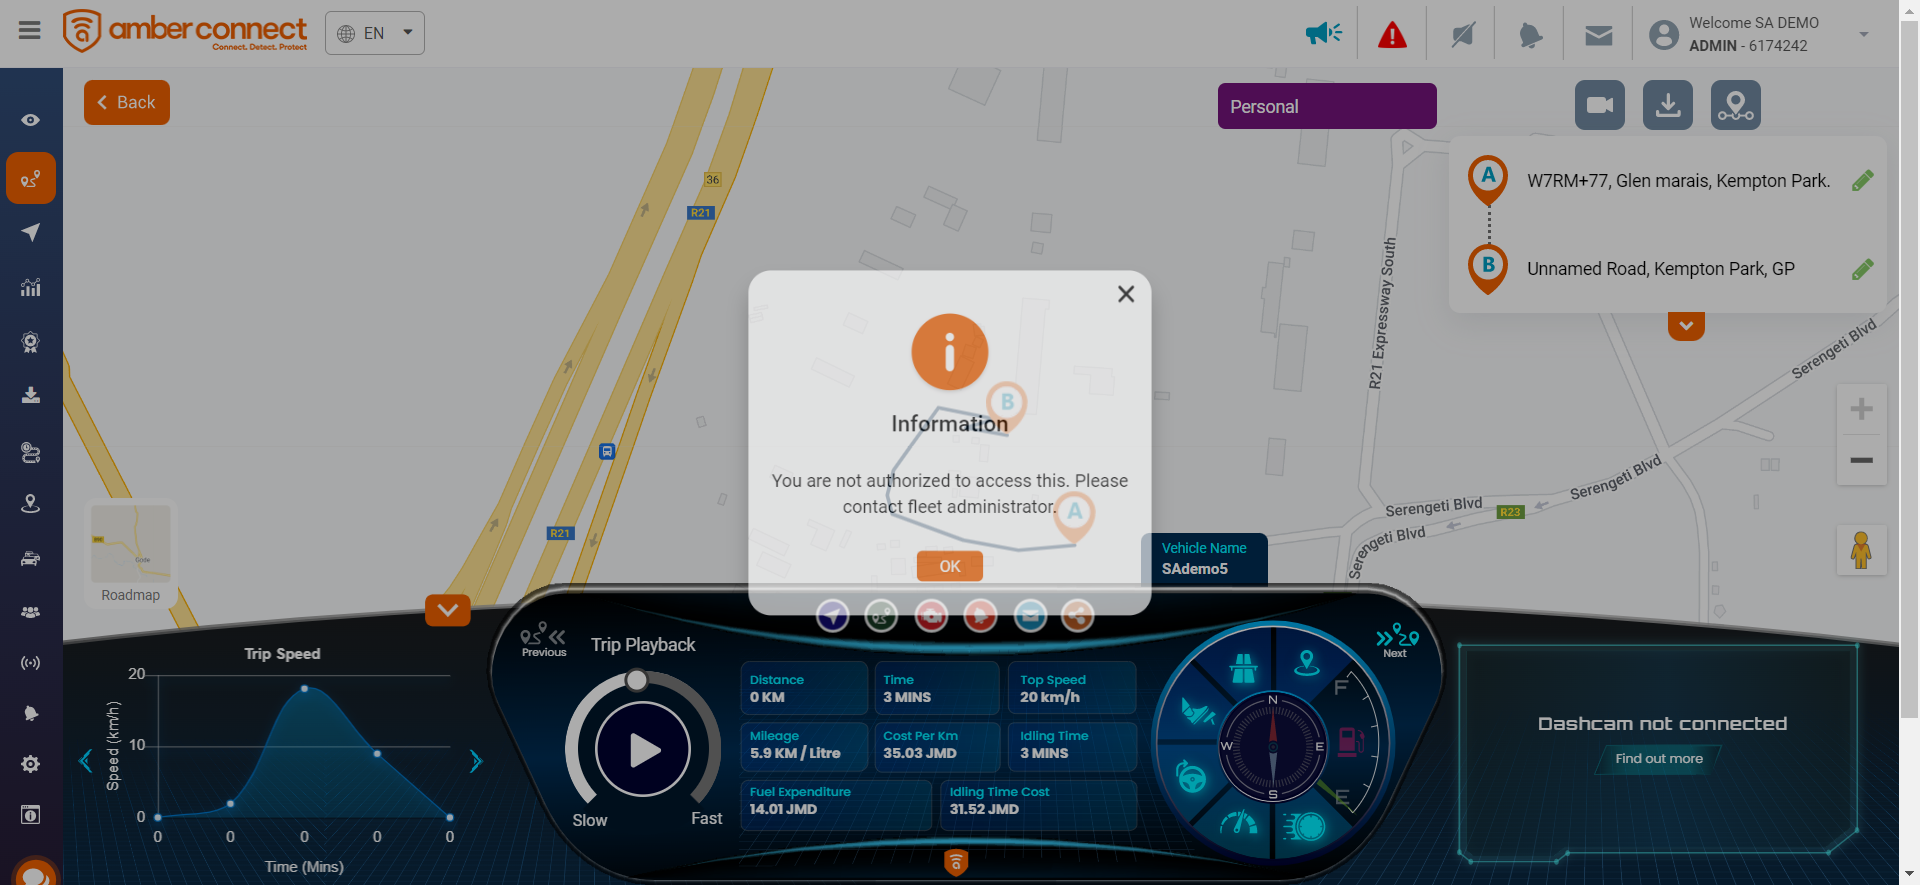 amber connect
Connect. Detect. Protect
EN
Welcome SA DEMO
ADMIN - 6174242
Back
Personal
A
W7RM+77, Glen marais, Kempton Park.
B
Unnamed Road, Kempton Park, GP
36
R21
R21 Expressway South
Serengeti Blvd
Serengeti Blvd
Serengeti Blvd
Serengeti Blvd
R23
R21
Roadmap
i
B
Information
You are not authorized to access this. Please
contact fleet administrator.
A
OK
Vehicle Name
SAdemo5
Trip Speed
Speed (km/h)
20
10
0
0 0 0 0 0
Time (Mins)
Previous
Trip Playback
Slow
Fast
Distance
0 KM
Time
3 MINS
Top Speed
20 km/h
Mileage
5.9 KM / Litre
Cost Per Km
35.03 JMD
Idling Time
3 MINS
Fuel Expenditure
14.01 JMD
Idling Time Cost
31.52 JMD
N
W
E
S
F
E
Next
Dashcam not connected
Find out more